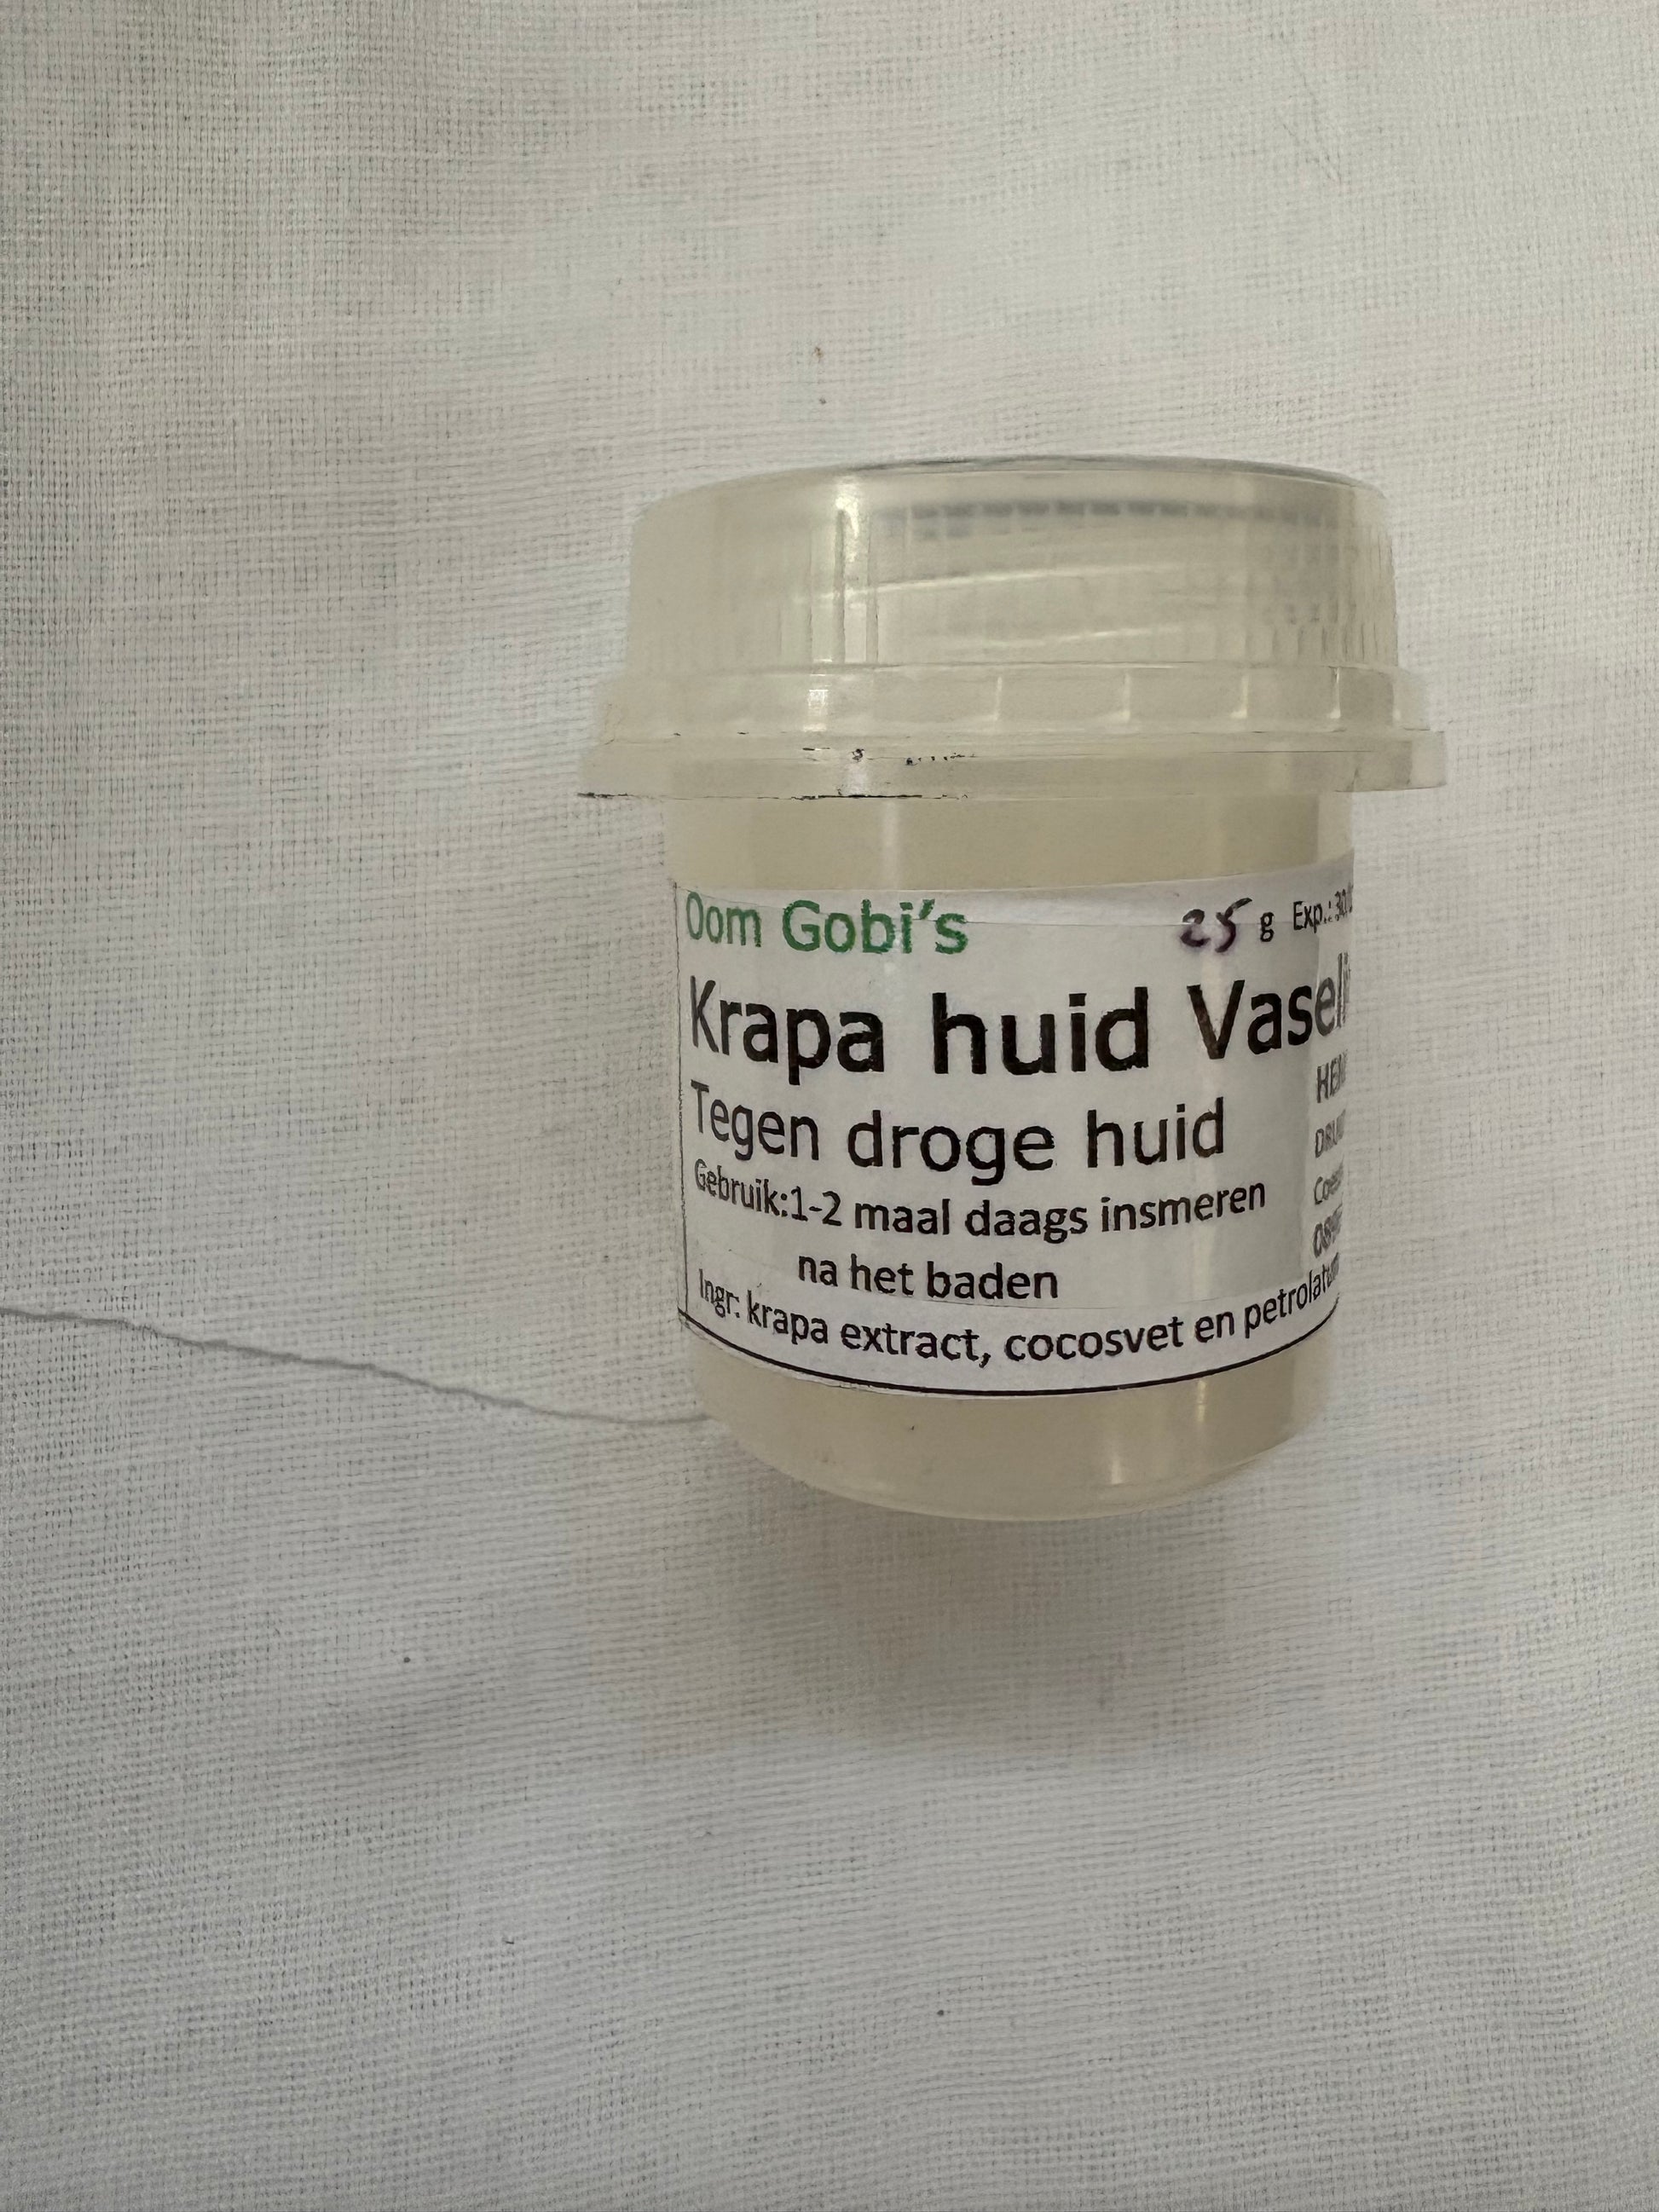 Oom Gobi's 25 g Exp.:
Krapa huid
Tegen droge huid
Gebruik:1-2 maal daags insmeren
na het baden
Ingr: krapa extract, cocosvet en petrolatum